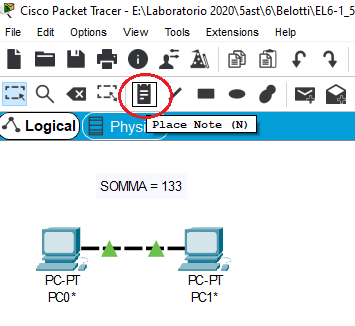 Cisco Packet Tracer - E:\Laboratorio 2020\5ast\6\Belotti\EL6-1_5
File Edit Options View Tools Extensions Help
Logical
Physi
Place Note (N)
SOMMA = 133
PC-PT PC-PT
PC0* PC1*